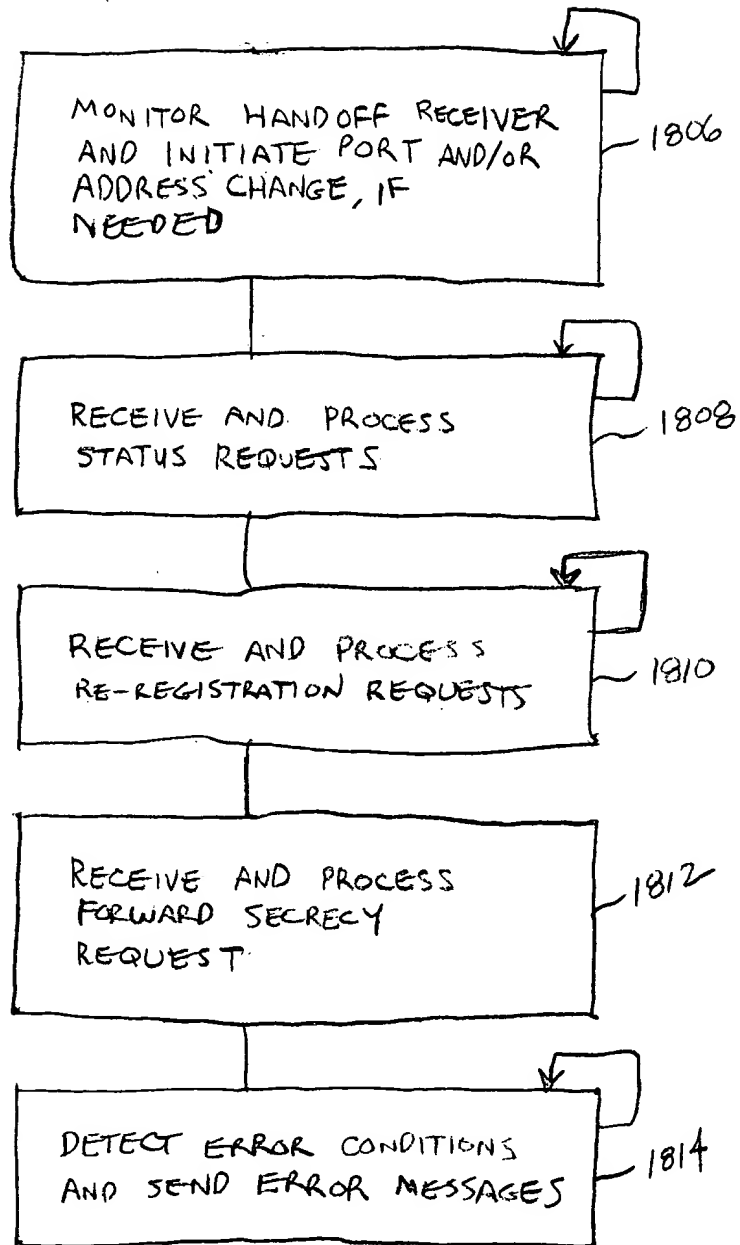 MONITOR HANDOFF RECEIVER
AND INITIATE PORT AND/OR
ADDRESS CHANGE, IF
NEEDED
1806
RECEIVE AND PROCESS
STATUS REQUESTS
1808
RECEIVE AND PROCESS
RE-REGISTRATION REQUESTS
1810
RECEIVE AND PROCESS
FORWARD SECRECY
REQUEST
1812
DETECT ERROR CONDITIONS
AND SEND ERROR MESSAGES
1814